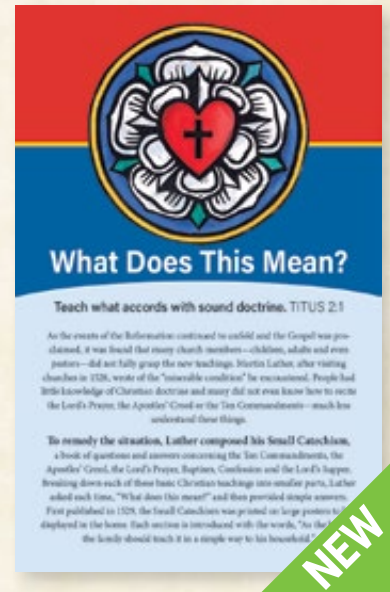 What Does This Mean?
Teach what accords with sound doctrine. TITUS 2:1
As the events of the Reformation continued to unfold and the Gospel was pro-
claimed, it was found that many church members—children, adults and even
pastors—did not fully grasp the new teachings. Martin Luther, after visiting
churches in 1528, wrote of the "miserable condition" he encountered. People had
little knowledge of Christian doctrine and many did not even know how to recite
the Lord's Prayer, the Apostles' Creed or the Ten Commandments—much less
understand these things.
To remedy the situation, Luther composed his Small Catechism,
a book of questions and answers concerning the Ten Commandments, the
Apostles' Creed, the Lord's Prayer, Baptism, Confession and the Lord's Supper.
Breaking down each of these basic Christian teachings into smaller parts, Luther
asked each time, "What does this mean?" and then provided simple answers.
First published in 1529, the Small Catechism was printed on large posters to be
displayed in the home. Each section is introduced with the words, "As the
the family should teach it in a simple way to his household."
NEW